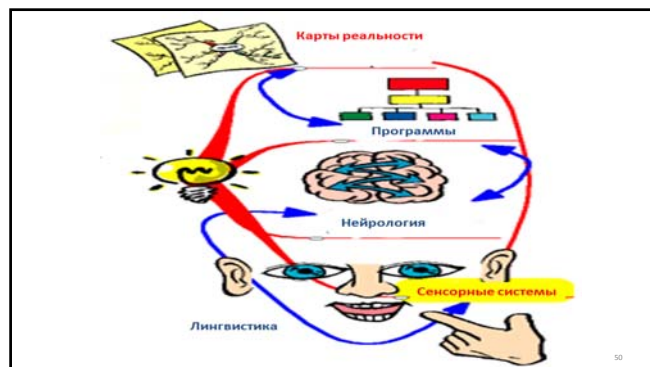 Карты реальности
Программы
Нейрология
Сенсорные системы
Лингвистика
50